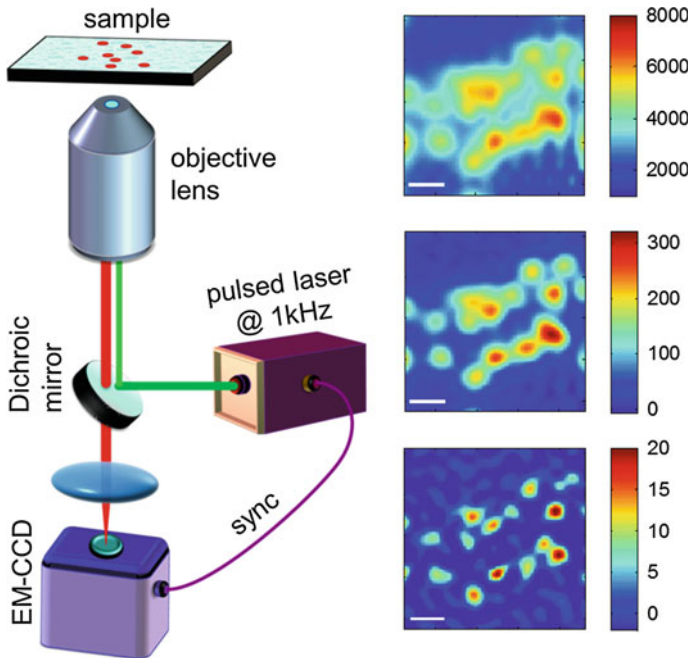 sample
objective
lens
pulsed laser
@ 1kHz
Dichroic
mirror
sync
EM-CCD
8000
6000
4000
2000
300
200
100
0
20
15
10
5
0